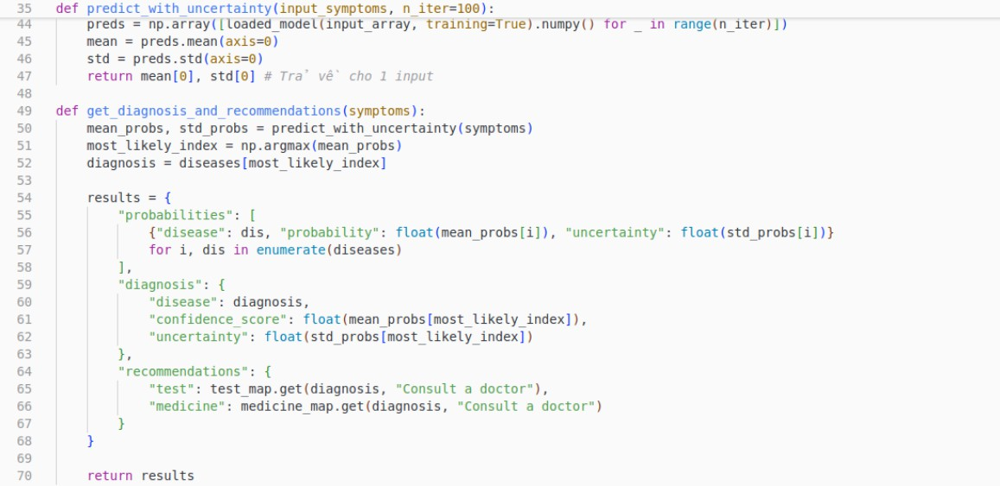 35 def predict_with_uncertainty(input_symptoms, n_iter=100):
44     preds = np.array([loaded_model(input_array, training=True).numpy() for _ in range(n_iter)])
45     mean = preds.mean(axis=0)
46     std = preds.std(axis=0)
47     return mean[0], std[0] # Trả về cho 1 input
48
49 def get_diagnosis_and_recommendations(symptoms):
50     mean_probs, std_probs = predict_with_uncertainty(symptoms)
51     most_likely_index = np.argmax(mean_probs)
52     diagnosis = diseases[most_likely_index]
53
54     results = {
55         "probabilities": [
56             {"disease": dis, "probability": float(mean_probs[i]), "uncertainty": float(std_probs[i])}
57             for i, dis in enumerate(diseases)
58         ],
59         "diagnosis": {
60             "disease": diagnosis,
61             "confidence_score": float(mean_probs[most_likely_index]),
62             "uncertainty": float(std_probs[most_likely_index])
63         },
64         "recommendations": {
65             "test": test_map.get(diagnosis, "Consult a doctor"),
66             "medicine": medicine_map.get(diagnosis, "Consult a doctor")
67         }
68     }
69
70     return results